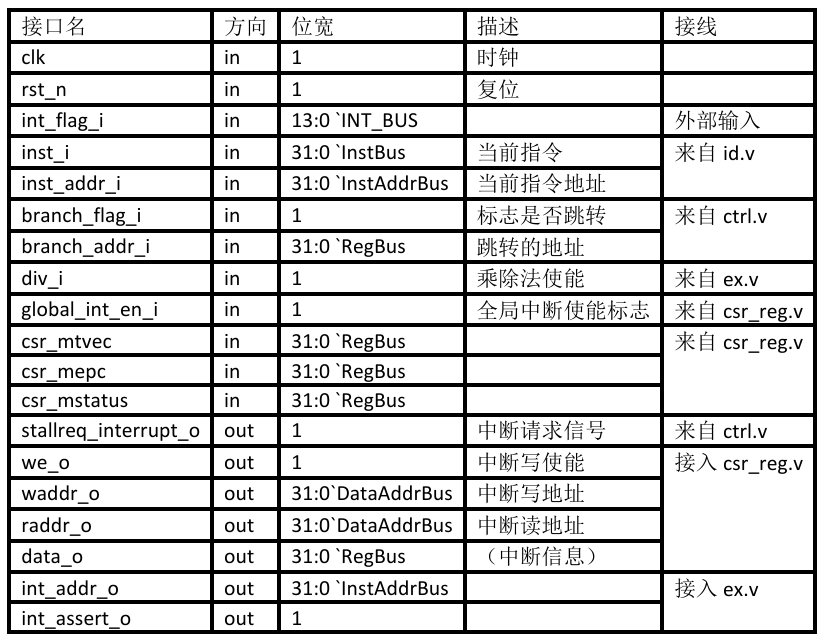 接口名 方向 位宽 描述 接线
clk in 1 时钟
rst_n in 1 复位
int_flag_i in 13:0 `INT_BUS 外部输入
inst_i in 31:0 `InstBus 当前指令 来自 id.v
inst_addr_i in 31:0 `InstAddrBus 当前指令地址
branch_flag_i in 1 标志是否跳转 来自 ctrl.v
branch_addr_i in 31:0 `RegBus 跳转的地址
div_i in 1 乘除法使能 来自 ex.v
global_int_en_i in 1 全局中断使能标志 来自 csr_reg.v
csr_mtvec in 31:0 `RegBus 来自 csr_reg.v
csr_mepc in 31:0 `RegBus
csr_mstatus in 31:0 `RegBus
stallreq_interrupt_o out 1 中断请求信号 来自 ctrl.v
we_o out 1 中断写使能 接入 csr_reg.v
waddr_o out 31:0`DataAddrBus 中断写地址
raddr_o out 31:0`DataAddrBus 中断读地址
data_o out 31:0 `RegBus （中断信息）
int_addr_o out 31:0 `InstAddrBus 接入 ex.v
int_assert_o out 1